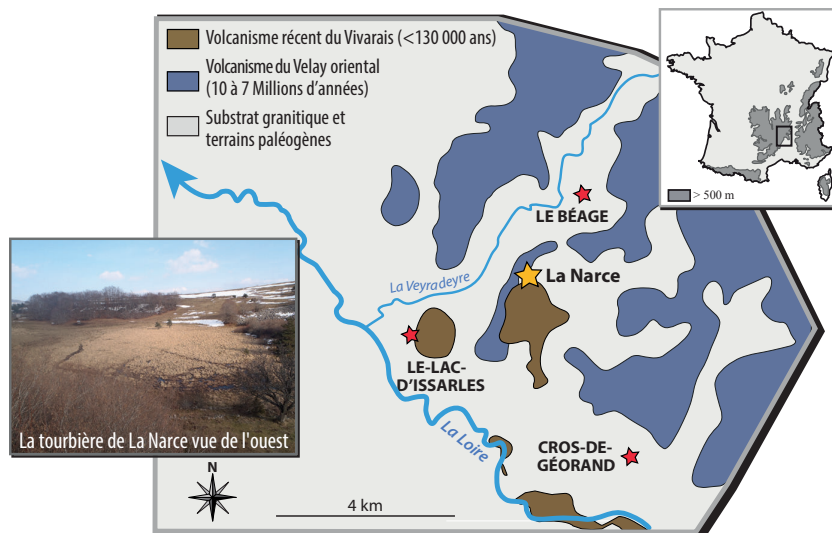 Volcanisme récent du Vivarais (<130 000 ans)
Volcanisme du Velay oriental
(10 à 7 Millions d'années)
Substrat granitique et
terrains paléogènes
> 500 m
LE BÉAGE
La Narce
La Veyradeyre
LE-LAC-
D'ISSARLES
La tourbière de La Narce vue de l'ouest
La Loire
CROS-DE-
GÉORAND
N
4 km